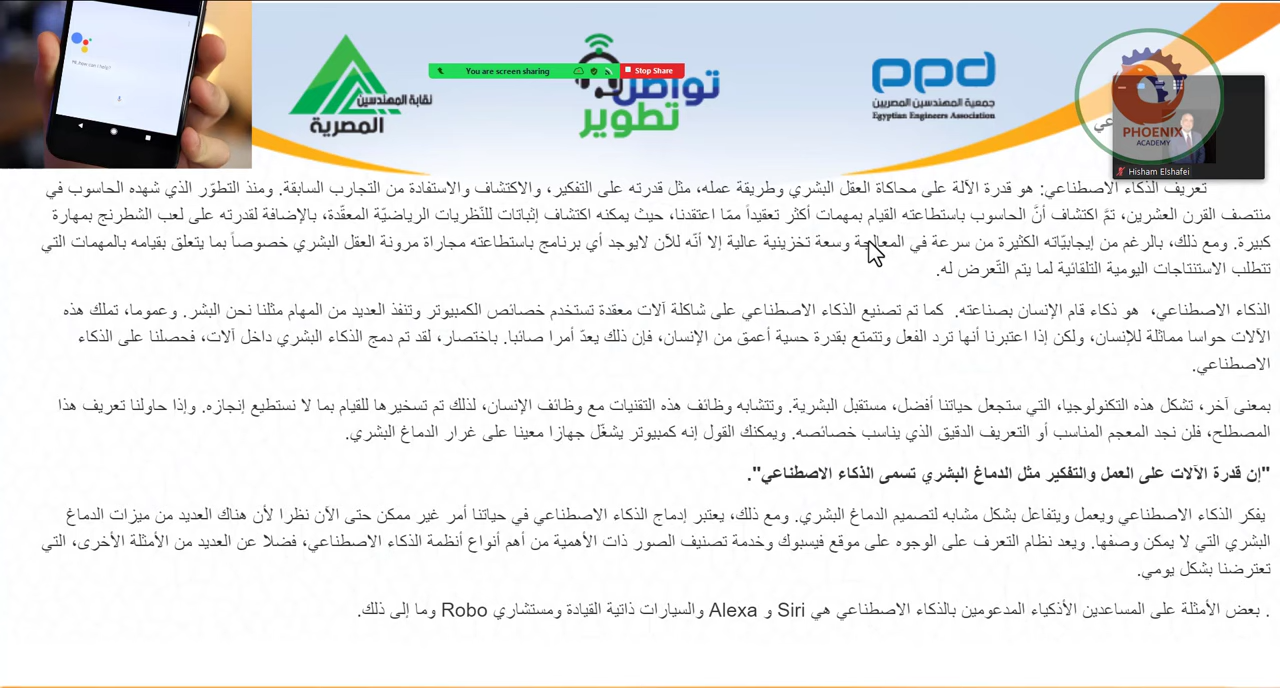 Hi, how can I help?
نقابة المهندسين
المصرية
You are screen sharing
Stop Share
تواصل
تطوير
ppd
جمعية المهندسين المصريين
Egyptian Engineers Association
PHOENIX
ACADEMY
Hisham Elshafei
تعريف الذكاء الاصطناعي: هو قدرة الآلة على محاكاة العقل البشري وطريقة عمله، مثل قدرته على التفكير، والاكتشاف والاستفادة من التجارب السابقة. ومنذ التطوّر الذي شهده الحاسوب في
منتصف القرن العشرين، تمَّ اكتشاف أنَّ الحاسوب باستطاعته القيام بمهمات أكثر تعقيداً ممّا اعتقدنا، حيث يمكنه اكتشاف إثباتات للنّظريات الرياضيّة المعقّدة، بالإضافة لقدرته على لعب الشطرنج بمهارة
كبيرة. ومع ذلك، بالرغم من إيجابيّاته الكثيرة من سرعة في المعالجة وسعة تخزينية عالية إلا أنّه للآن لايوجد أي برنامج باستطاعته مجاراة مرونة العقل البشري خصوصاً بما يتعلق بقيامه بالمهمات التي
تتطلب الاستنتاجات اليومية التلقائية لما يتم التّعرض له.
الذكاء الاصطناعي، هو ذكاء قام الإنسان بصناعته. كما تم تصنيع الذكاء الاصطناعي على شاكلة آلات معقدة تستخدم خصائص الكمبيوتر وتنفذ العديد من المهام مثلنا نحن البشر. وعموما، تملك هذه
الآلات حواسا مماثلة للإنسان، ولكن إذا اعتبرنا أنها ترد الفعل وتتمتع بقدرة حسية أعمق من الإنسان، فإن ذلك يعدّ أمرا صائبا. باختصار، لقد تم دمج الذكاء البشري داخل آلات، فحصلنا على الذكاء
الاصطناعي.
بمعنى آخر، تشكل هذه التكنولوجيا، التي ستجعل حياتنا أفضل، مستقبل البشرية. وتتشابه وظائف هذه التقنيات مع وظائف الإنسان، لذلك تم تسخيرها للقيام بما لا نستطيع إنجازه. وإذا حاولنا تعريف هذا
المصطلح، فلن نجد المعجم المناسب أو التعريف الدقيق الذي يناسب خصائصه. ويمكنك القول إنه كمبيوتر يشغّل جهازا معينا على غرار الدماغ البشري.
"إن قدرة الآلات على العمل والتفكير مثل الدماغ البشري تسمى الذكاء الاصطناعي".
يفكر الذكاء الاصطناعي ويعمل ويتفاعل بشكل مشابه لتصميم الدماغ البشري. ومع ذلك، يعتبر إدماج الذكاء الاصطناعي في حياتنا أمر غير ممكن حتى الآن نظرا لأن هناك العديد من ميزات الدماغ
البشري التي لا يمكن وصفها. ويعد نظام التعرف على الوجوه على موقع فيسبوك وخدمة تصنيف الصور ذات الأهمية من أهم أنواع أنظمة الذكاء الاصطناعي، فضلا عن العديد من الأمثلة الأخرى، التي
تعترضنا بشكل يومي.
. بعض الأمثلة على المساعدين الأذكياء المدعومين بالذكاء الاصطناعي هي Siri و Alexa والسيارات ذاتية القيادة ومستشاري Robo وما إلى ذلك.